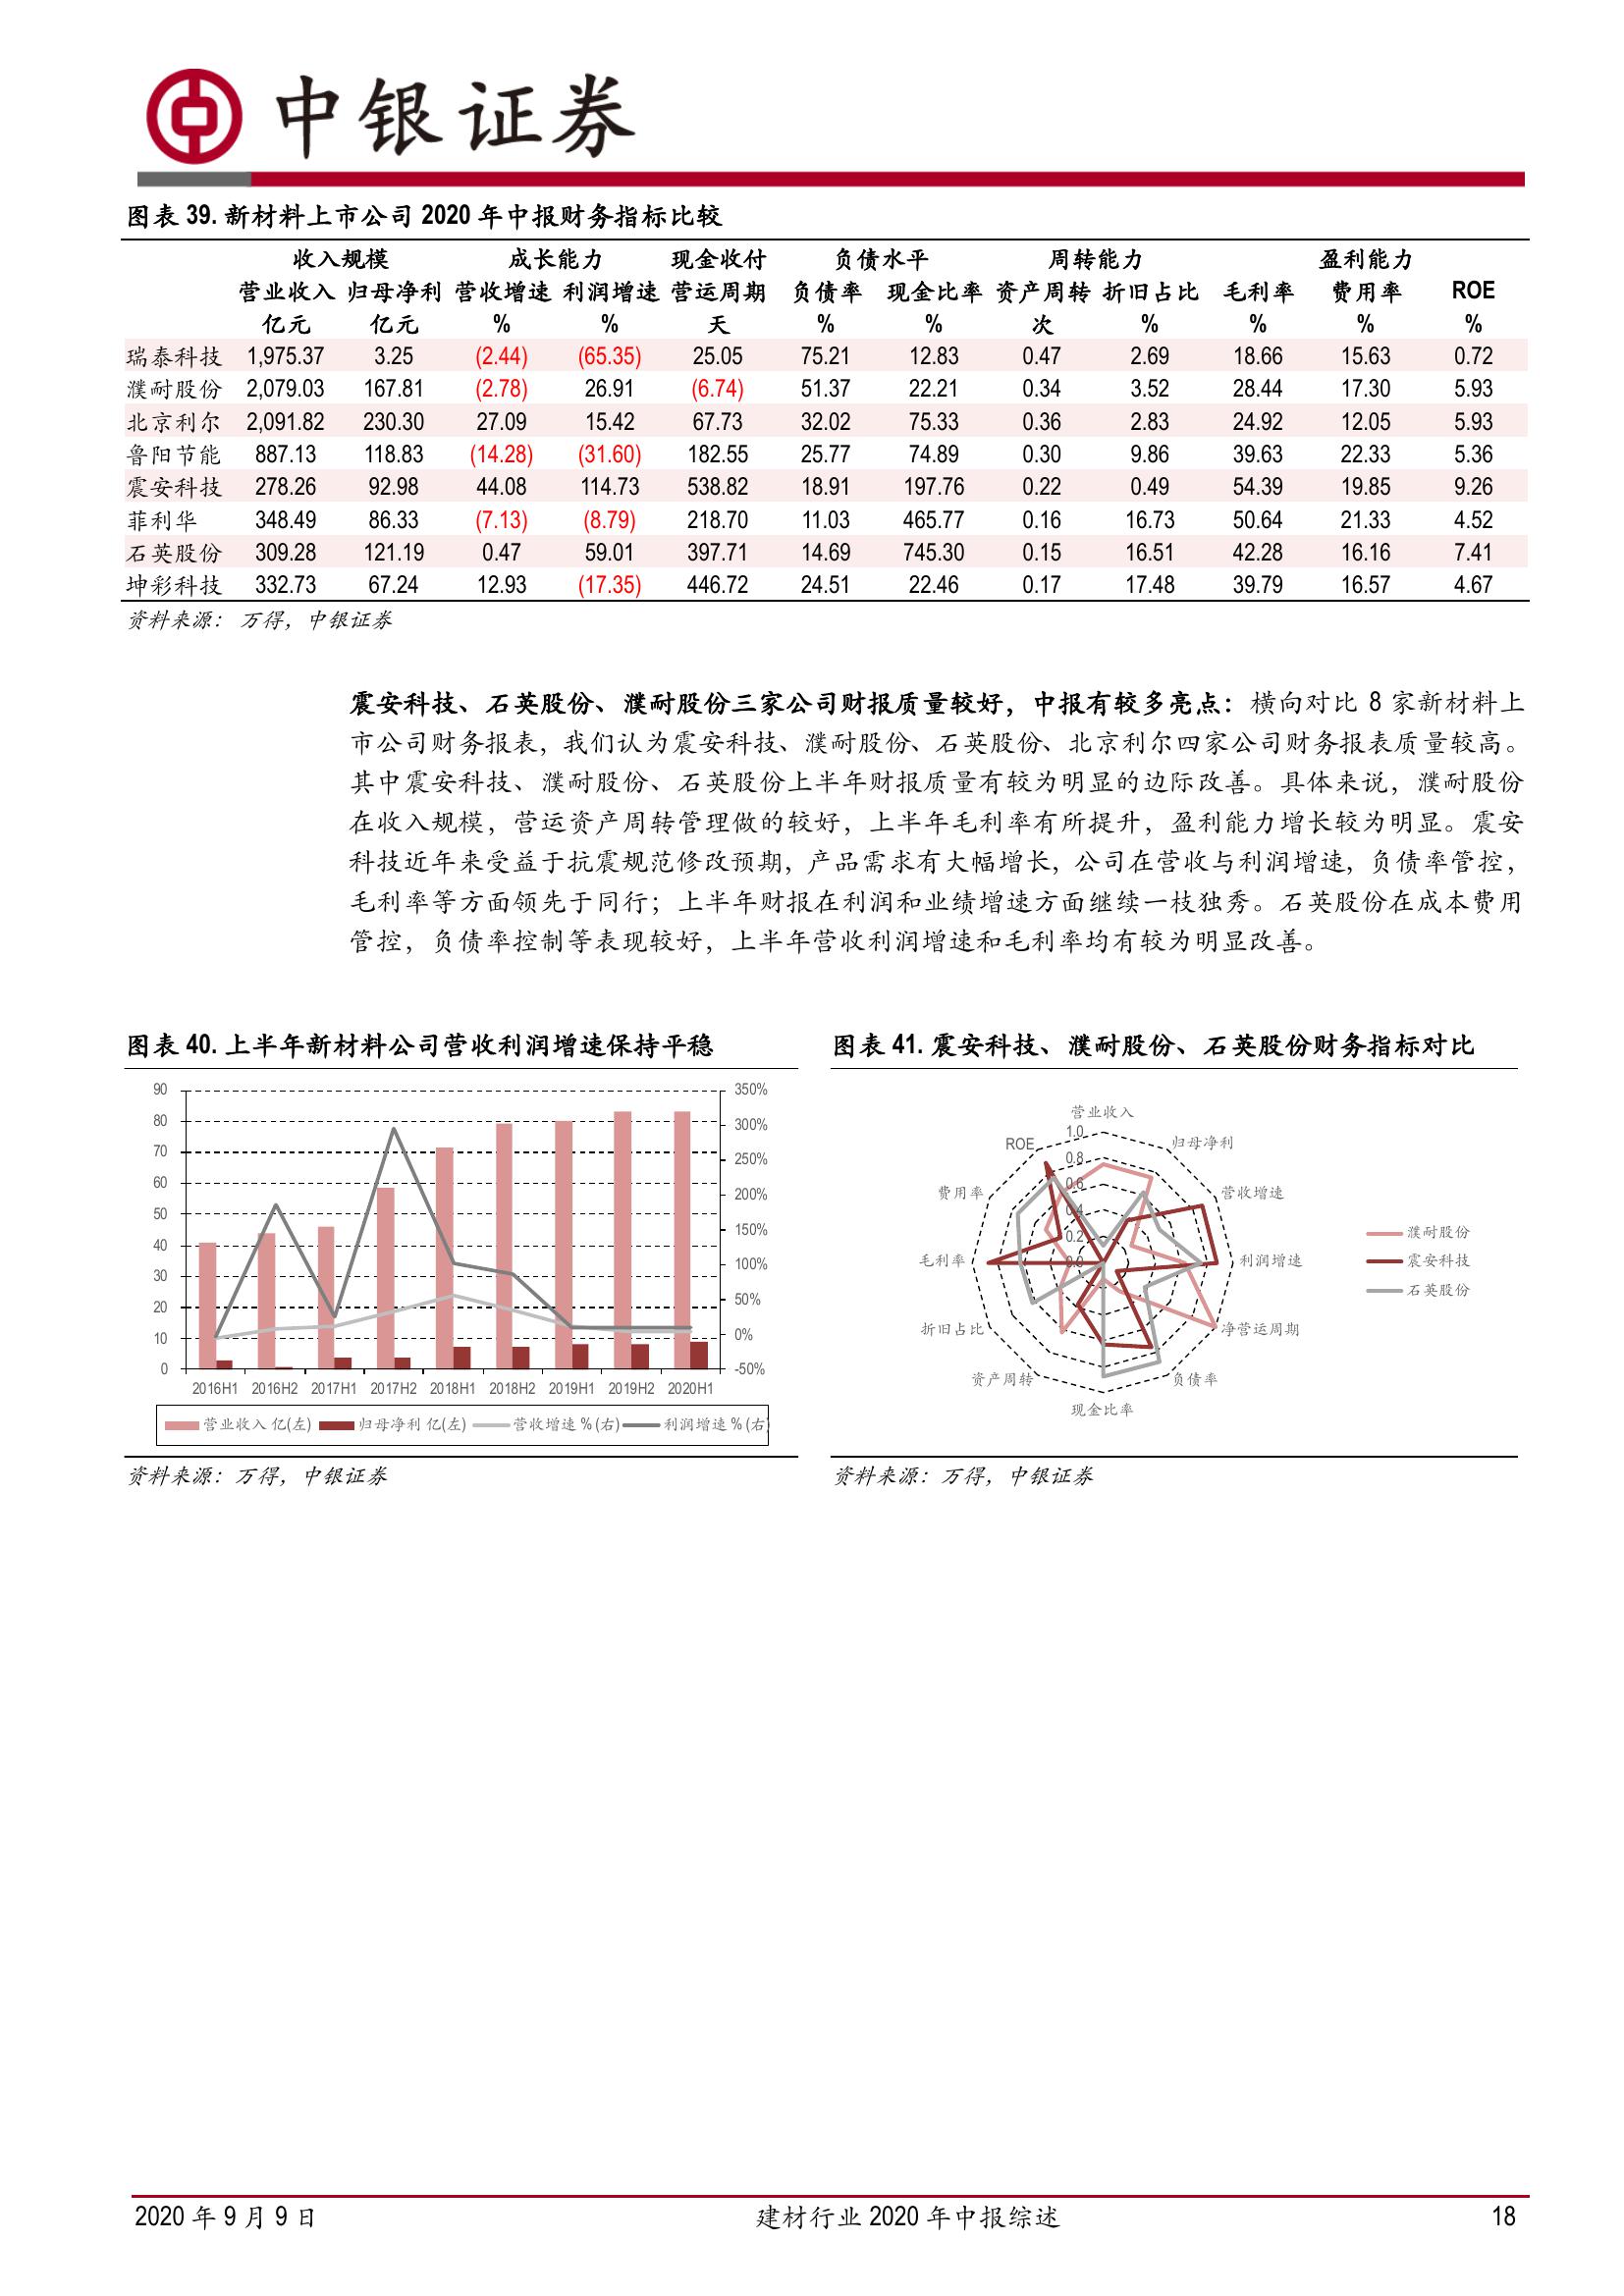 中银证券
图表 39. 新材料上市公司 2020 年中报财务指标比较
收入规模 成长能力 现金收付 负债水平 周转能力 盈利能力
营业收入 归母净利 营收增速 利润增速 营运周期 负债率 现金比率 资产周转 折旧占比 毛利率 费用率 ROE
亿元 亿元 % % 天 % % 次 % % % %
瑞泰科技 1,975.37 3.25 (2.44) (65.35) 25.05 75.21 12.83 0.47 2.69 18.66 15.63 0.72
濮耐股份 2,079.03 167.81 (2.78) 26.91 (6.74) 51.37 22.21 0.34 3.52 28.44 17.30 5.93
北京利尔 2,091.82 230.30 27.09 15.42 67.73 32.02 75.33 0.36 2.83 24.92 12.05 5.93
鲁阳节能 887.13 118.83 (14.28) (31.60) 182.55 25.77 74.89 0.30 9.86 39.63 22.33 5.36
震安科技 278.26 92.98 44.08 114.73 538.82 18.91 197.76 0.22 0.49 54.39 19.85 9.26
菲利华 348.49 86.33 (7.13) (8.79) 218.70 11.03 465.77 0.16 16.73 50.64 21.33 4.52
石英股份 309.28 121.19 0.47 59.01 397.71 14.69 745.30 0.15 16.51 42.28 16.16 7.41
坤彩科技 332.73 67.24 12.93 (17.35) 446.72 24.51 22.46 0.17 17.48 39.79 16.57 4.67
资料来源：万得，中银证券
震安科技、石英股份、濮耐股份三家公司财报质量较好，中报有较多亮点：横向对比 8 家新材料上
市公司财务报表，我们认为震安科技、濮耐股份、石英股份、北京利尔四家公司财务报表质量较高。
其中震安科技、濮耐股份、石英股份上半年财报质量有较为明显的边际改善。具体来说，濮耐股份
在收入规模，营运资产周转管理做的较好，上半年毛利率有所提升，盈利能力增长较为明显。震安
科技近年来受益于抗震规范修改预期，产品需求有大幅增长，公司在营收与利润增速，负债率管控，
毛利率等方面领先于同行；上半年财报在利润和业绩增速方面继续一枝独秀。石英股份在成本费用
管控，负债率控制等表现较好，上半年营收利润增速和毛利率均有较为明显改善。
图表 40. 上半年新材料公司营收利润增速保持平稳
90 350%
80 300%
70 250%
60 200%
50 150%
40 100%
30 50%
20 0%
10 -50%
0
2016H1 2016H2 2017H1 2017H2 2018H1 2018H2 2019H1 2019H2 2020H1
营业收入 亿(左) 归母净利 亿(左) 营收增速 % (右) 利润增速 % (右)
资料来源：万得，中银证券
图表 41. 震安科技、濮耐股份、石英股份财务指标对比
营业收入
归母净利
营收增速
利润增速
净营运周期
负债率
现金比率
资产周转
折旧占比
毛利率
费用率
ROE
1.0
0.8
0.6
0.4
0.2
0.0
濮耐股份
震安科技
石英股份
资料来源：万得，中银证券
2020 年 9 月 9 日 建材行业 2020 年中报综述 18